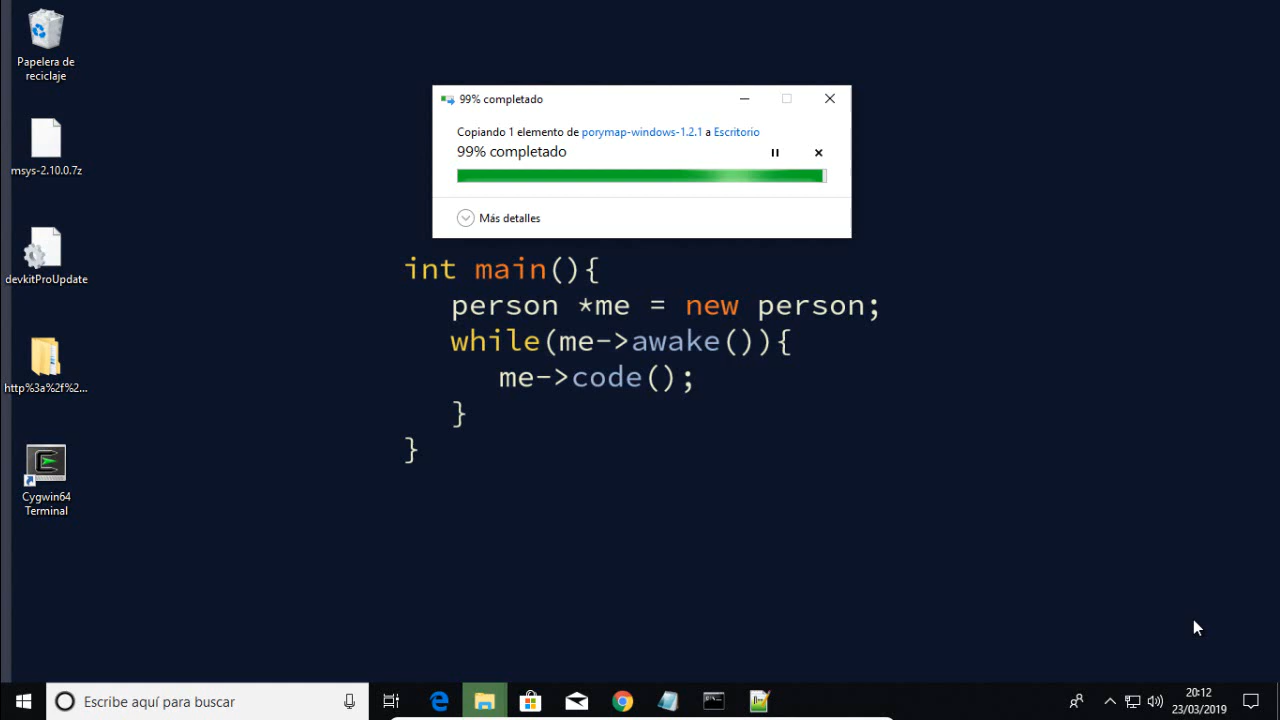 Papelera de
reciclaje
msys-2.10.0.7z
devkitProUpdate
http%3a%2f%2...
Cygwin64
Terminal
99% completado
Copiando 1 elemento de porymap-windows-1.2.1 a Escritorio
99% completado
Más detalles
int main(){
person *me = new person;
while(me->awake()){
me->code();
}
}
Escribe aquí para buscar
20:12
23/03/2019